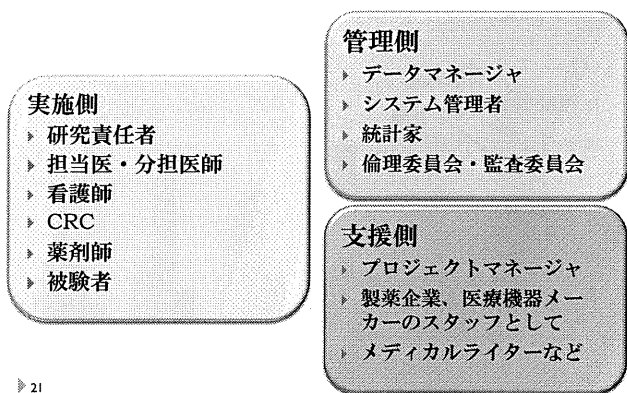 実施側
研究責任者
担当医・分担医師
看護師
CRC
薬剤師
被験者
管理側
データマネージャ
システム管理者
統計家
倫理委員会・監査委員会
支援側
プロジェクトマネージャ
製薬企業、医療機器メー
カーのスタッフとして
メディカルライターなど
21